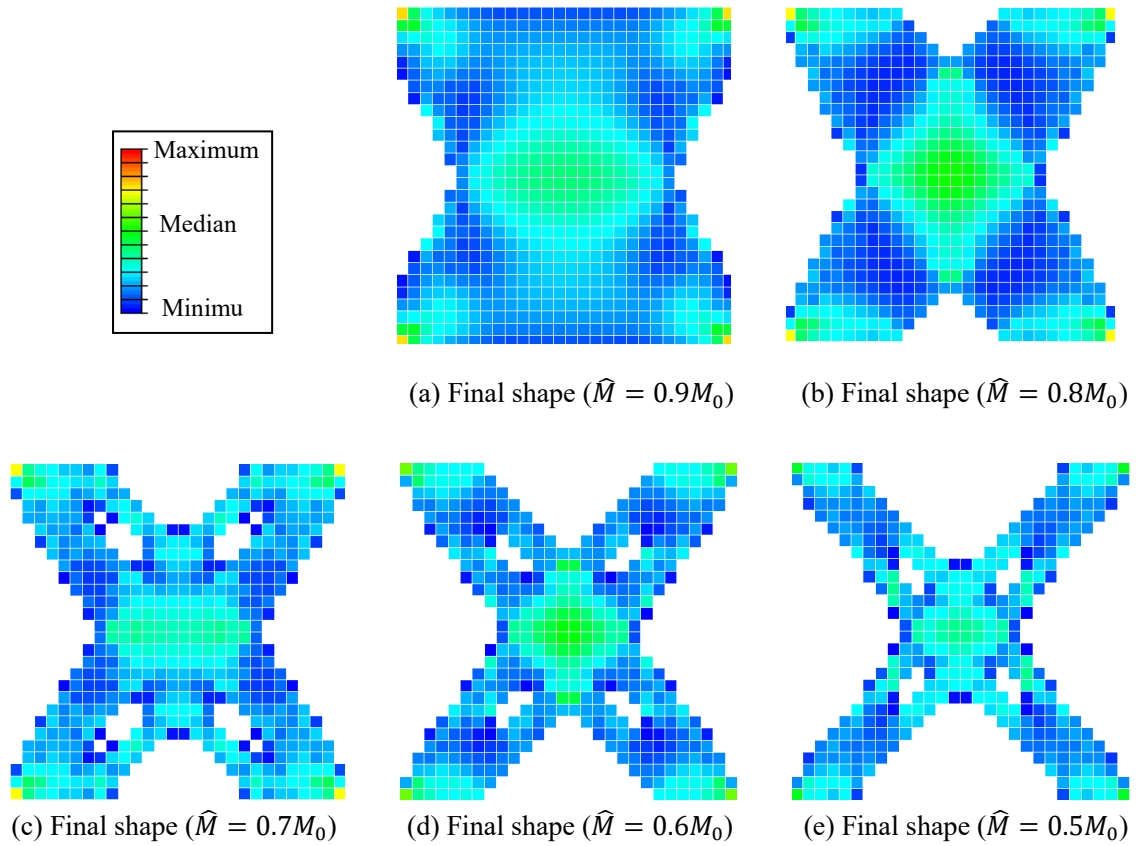 Maximum
Median
Minimu
(a) Final shape (M̂ = 0.9M₀)
(b) Final shape (M̂ = 0.8M₀)
(c) Final shape (M̂ = 0.7M₀)
(d) Final shape (M̂ = 0.6M₀)
(e) Final shape (M̂ = 0.5M₀)